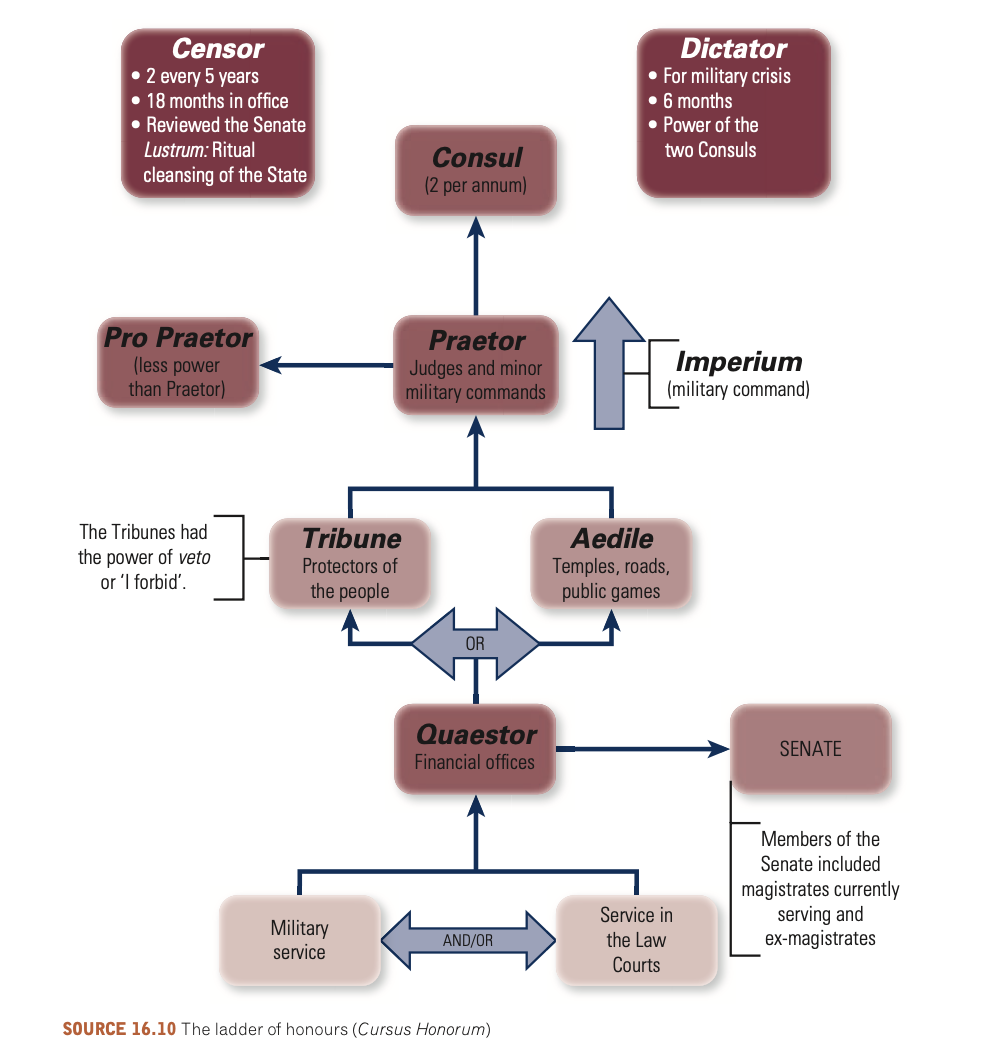 Censor
• 2 every 5 years
• 18 months in office
• Reviewed the Senate
Lustrum: Ritual
cleansing of the State
Dictator
• For military crisis
• 6 months
• Power of the
two Consuls
Consul
(2 per annum)
Pro Praetor
(less power
than Praetor)
Praetor
Judges and minor
military commands
Imperium
(military command)
The Tribunes had
the power of veto
or ‘I forbid’.
Tribune
Protectors of
the people
Aedile
Temples, roads,
public games
OR
Quaestor
Financial offices
SENATE
Members of the
Senate included
magistrates currently
serving and
ex-magistrates
Military
service
AND/OR
Service in
the Law
Courts
SOURCE 16.10 The ladder of honours (Cursus Honorum)